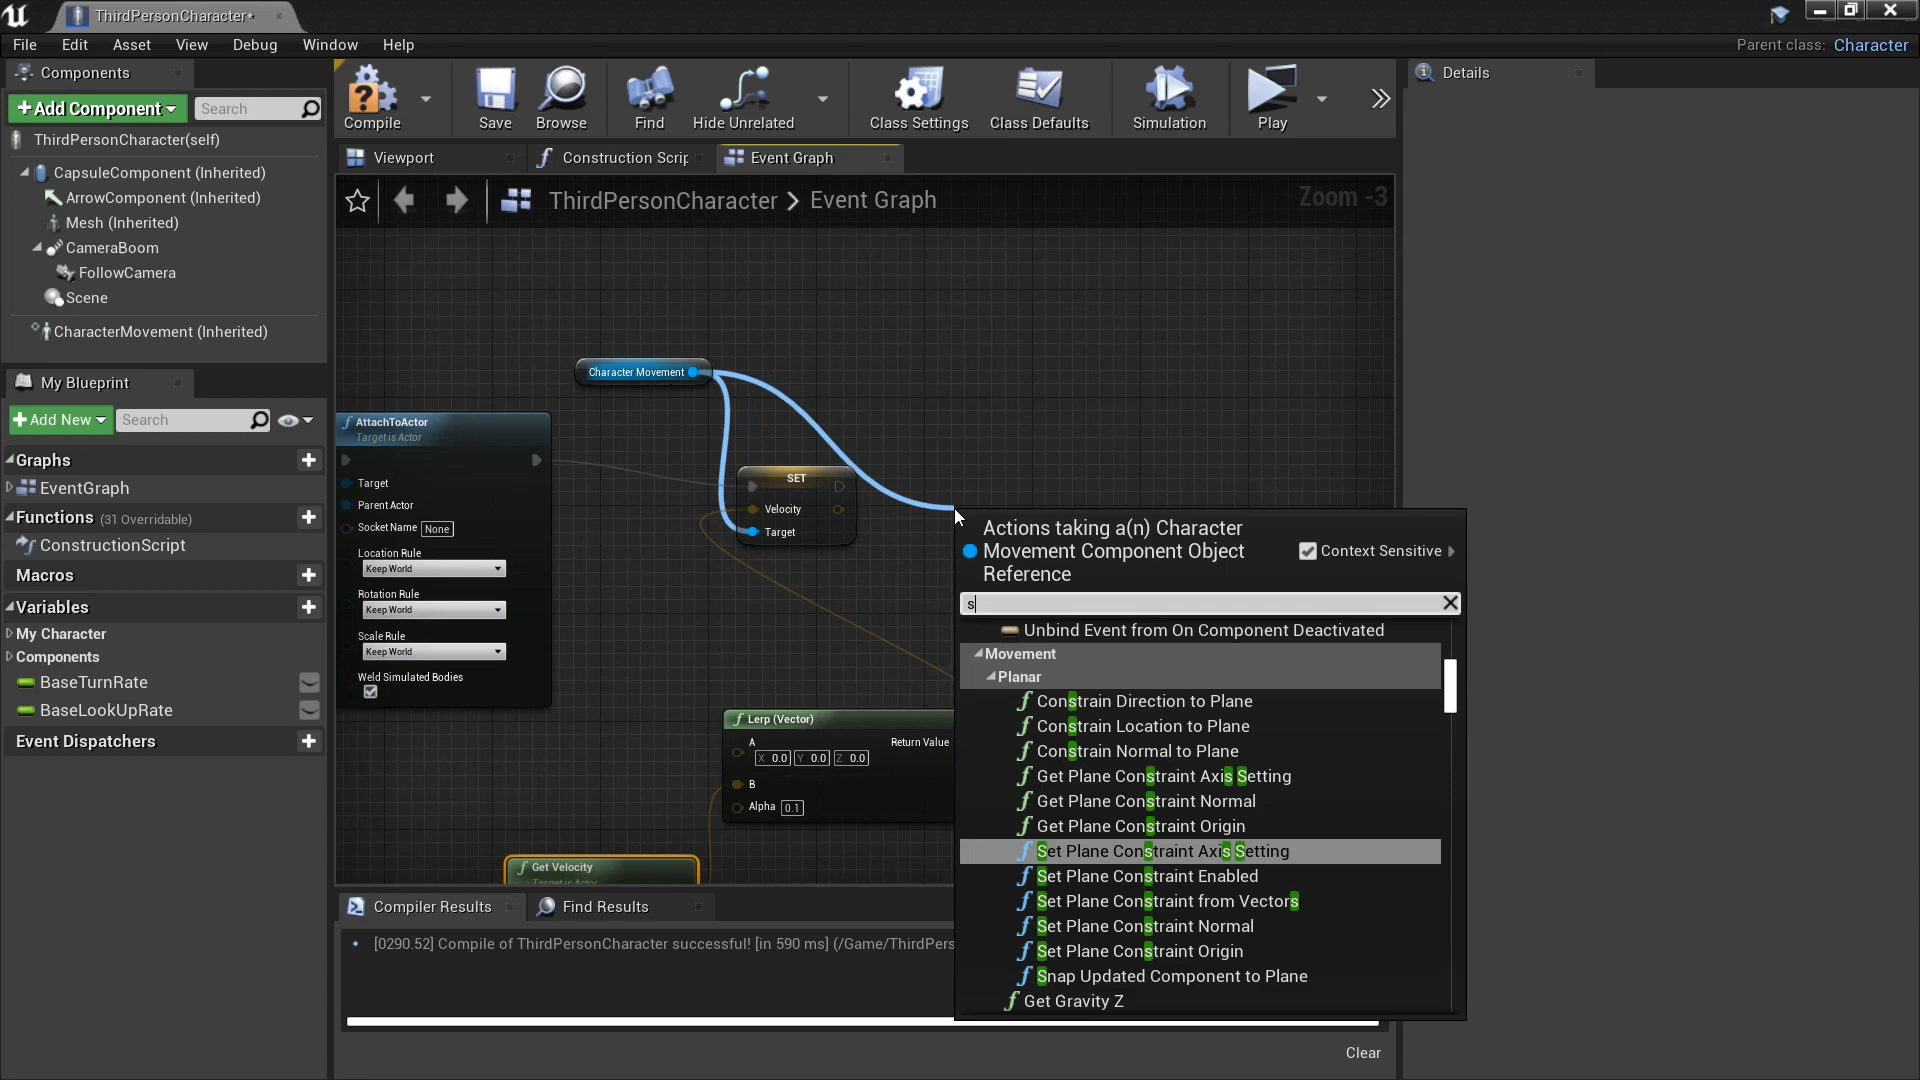 ThirdPersonCharacter*
File Edit Asset View Debug Window Help
Parent class: Character
Components
+Add Component
Search
ThirdPersonCharacter(self)
CapsuleComponent (Inherited)
ArrowComponent (Inherited)
Mesh (Inherited)
CameraBoom
FollowCamera
Scene
CharacterMovement (Inherited)
My Blueprint
+Add New
Search
Graphs
EventGraph
Functions (31 Overridable)
ConstructionScript
Macros
Variables
My Character
Components
BaseTurnRate
BaseLookUpRate
Event Dispatchers
Compile
Save
Browse
Find
Hide Unrelated
Class Settings
Class Defaults
Simulation
Play
Viewport
Construction Scrip
Event Graph
ThirdPersonCharacter > Event Graph
Zoom -3
Character Movement
AttachToActor
Target is Actor
Target
Parent Actor
Socket Name None
Location Rule
Keep World
Rotation Rule
Keep World
Scale Rule
Keep World
Weld Simulated Bodies
SET
Velocity
Target
Lerp (Vector)
A
Return Value
X 0.0 Y 0.0 Z 0.0
B
Alpha 0.1
Get Velocity
Target is Actor
Actions taking a(n) Character
Movement Component Object
Reference
Context Sensitive
s
Unbind Event from On Component Deactivated
Movement
Planar
Constrain Direction to Plane
Constrain Location to Plane
Constrain Normal to Plane
Get Plane Constraint Axis Setting
Get Plane Constraint Normal
Get Plane Constraint Origin
Set Plane Constraint Axis Setting
Set Plane Constraint Enabled
Set Plane Constraint from Vectors
Set Plane Constraint Normal
Set Plane Constraint Origin
Snap Updated Component to Plane
Get Gravity Z
Compiler Results
Find Results
[0290.52] Compile of ThirdPersonCharacter successful! [in 590 ms] (/Game/ThirdPers
Clear
Details